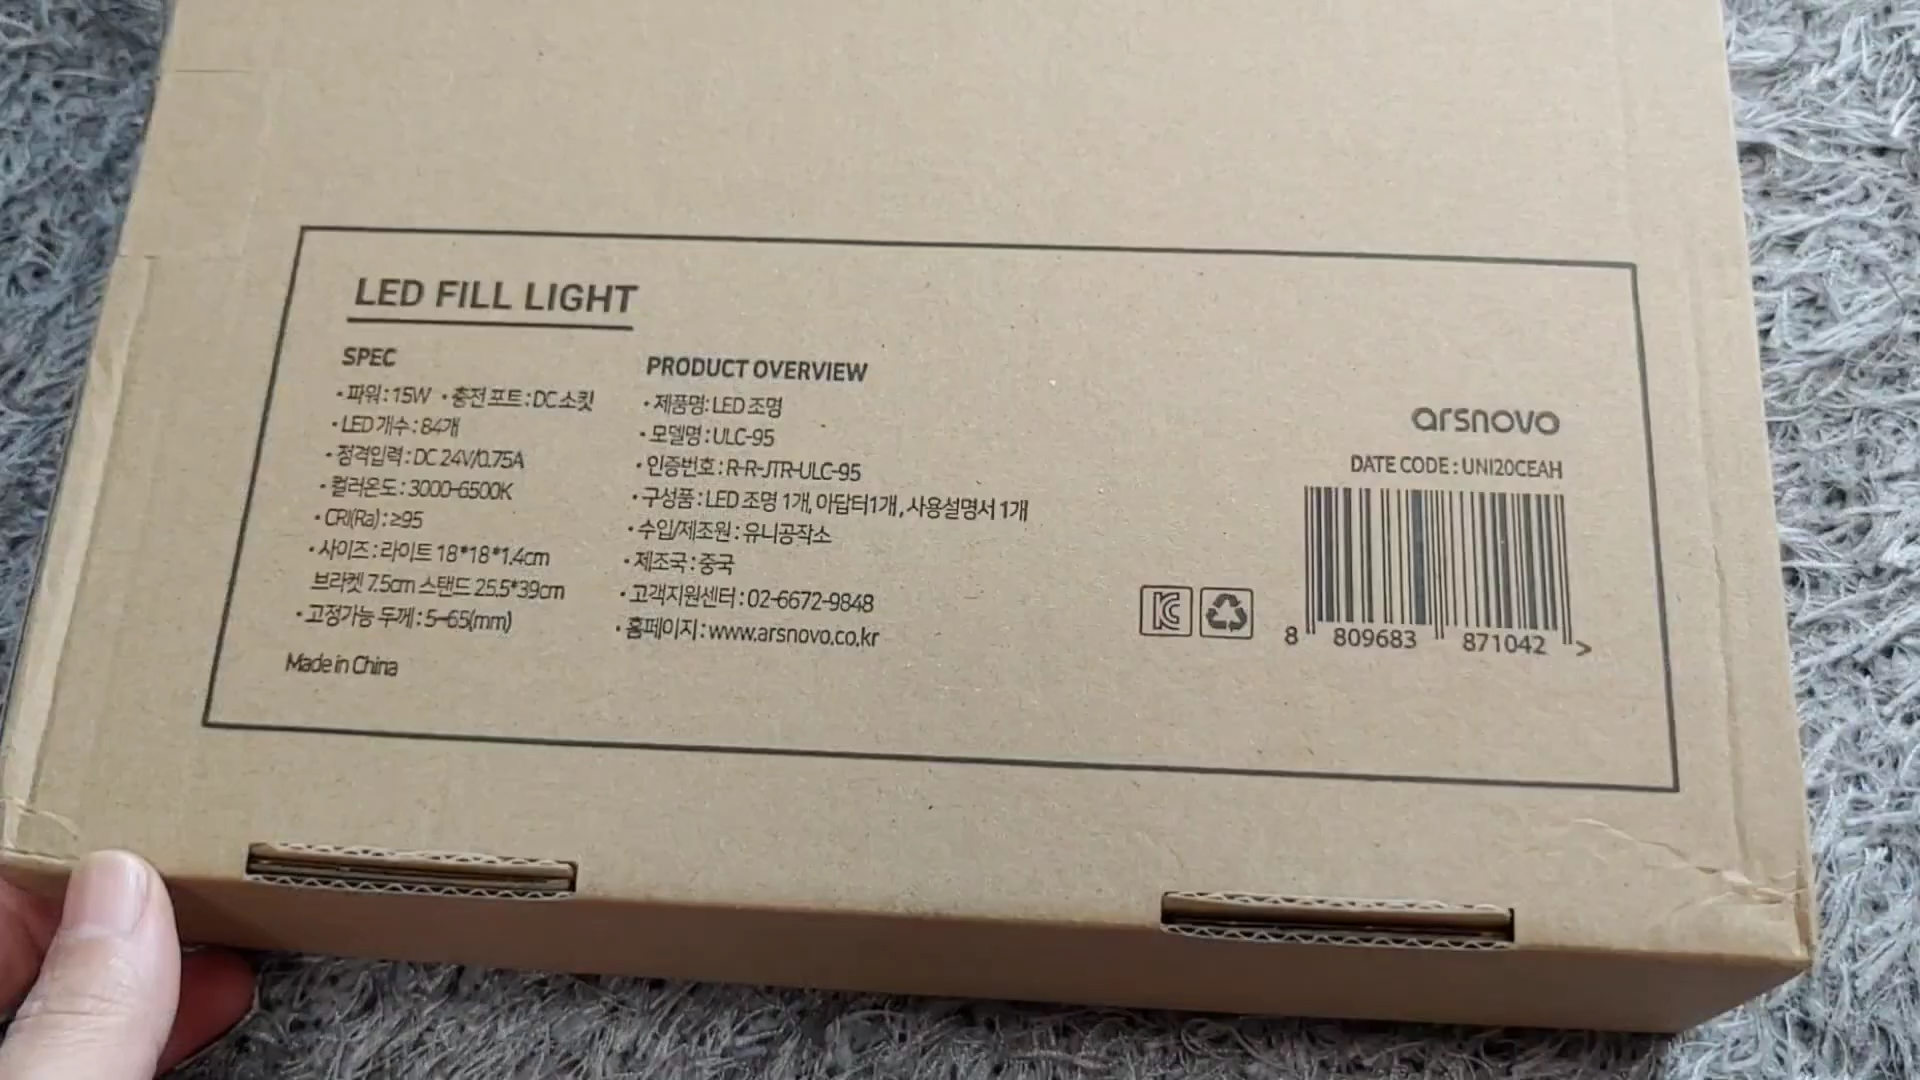 LED FILL LIGHT
SPEC
• 파워 : 15W • 충전 포트 : DC 소킷
• LED 개수 : 84개
• 정격입력 : DC 24V/0.75A
• 컬러온도 : 3000-6500K
• CRI(Ra) : ≥95
• 사이즈 : 라이트 18*18*1.4cm
브라켓 7.5cm 스탠드 25.5*39cm
• 고정가능 두께 : 5-65(mm)
Made in China
PRODUCT OVERVIEW
• 제품명: LED 조명
• 모델명 : ULC-95
• 인증번호 : R-R-JTR-ULC-95
• 구성품 : LED 조명 1개, 아답터1개, 사용설명서 1개
• 수입/제조원 : 유니공작소
• 제조국 : 중국
• 고객지원센터 : 02-6672-9848
• 홈페이지 : www.arsnovo.co.kr
arsnovo
DATE CODE : UNI20CEAH
8 809683 871042 >